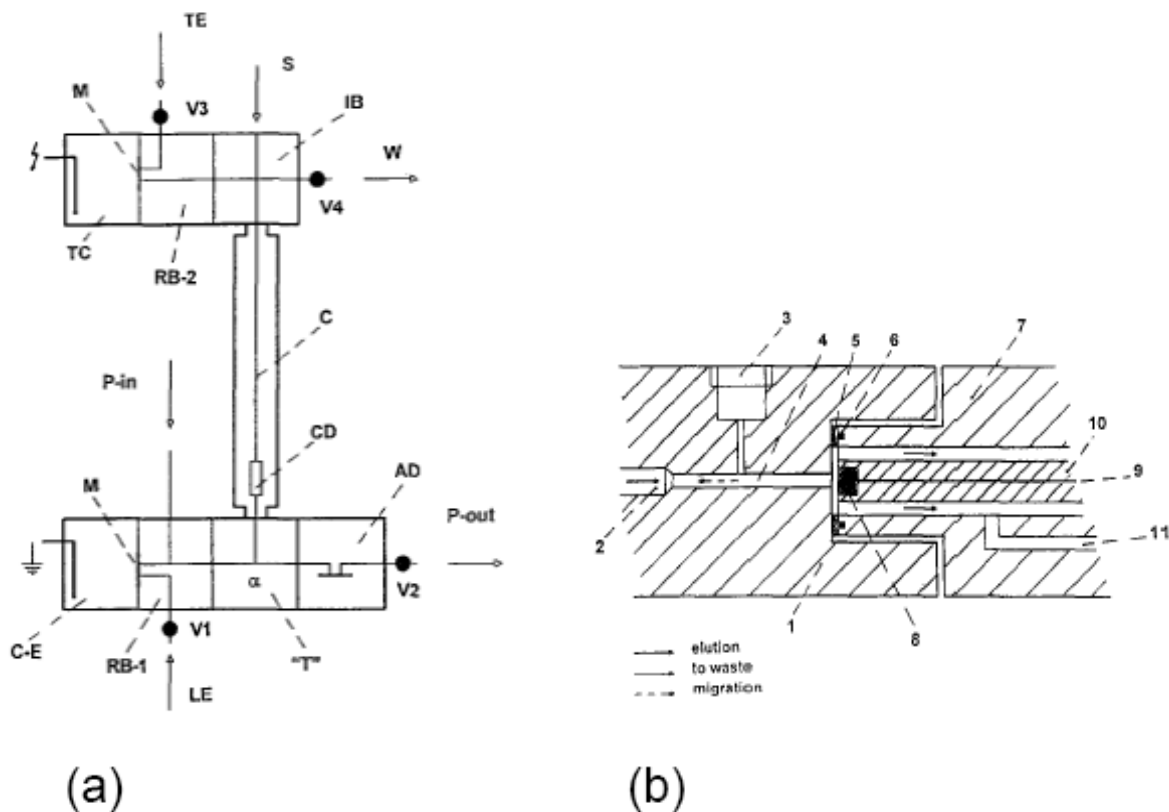 TE
S
M
V3
IB
W
V4
TC
RB-2
C
P-in
CD
AD
M
P-out
α
V2
C-E
RB-1
V1
"T"
LE
(a)
3
4
5
6
7
10
9
11
2
1
8
elution
to waste
migration
(b)